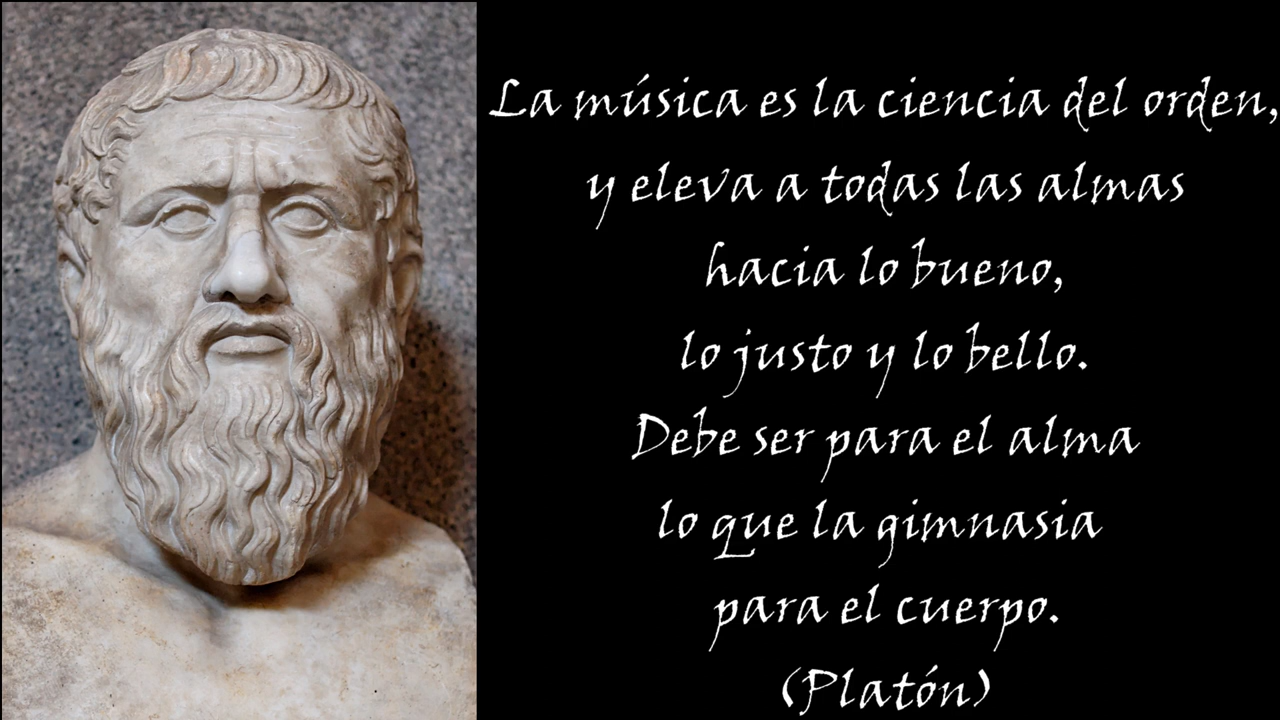 La música es la ciencia del orden,
y eleva a todas las almas
hacia lo bueno,
lo justo y lo bello.
Debe ser para el alma
lo que la gimnasia
para el cuerpo.
(Platón)